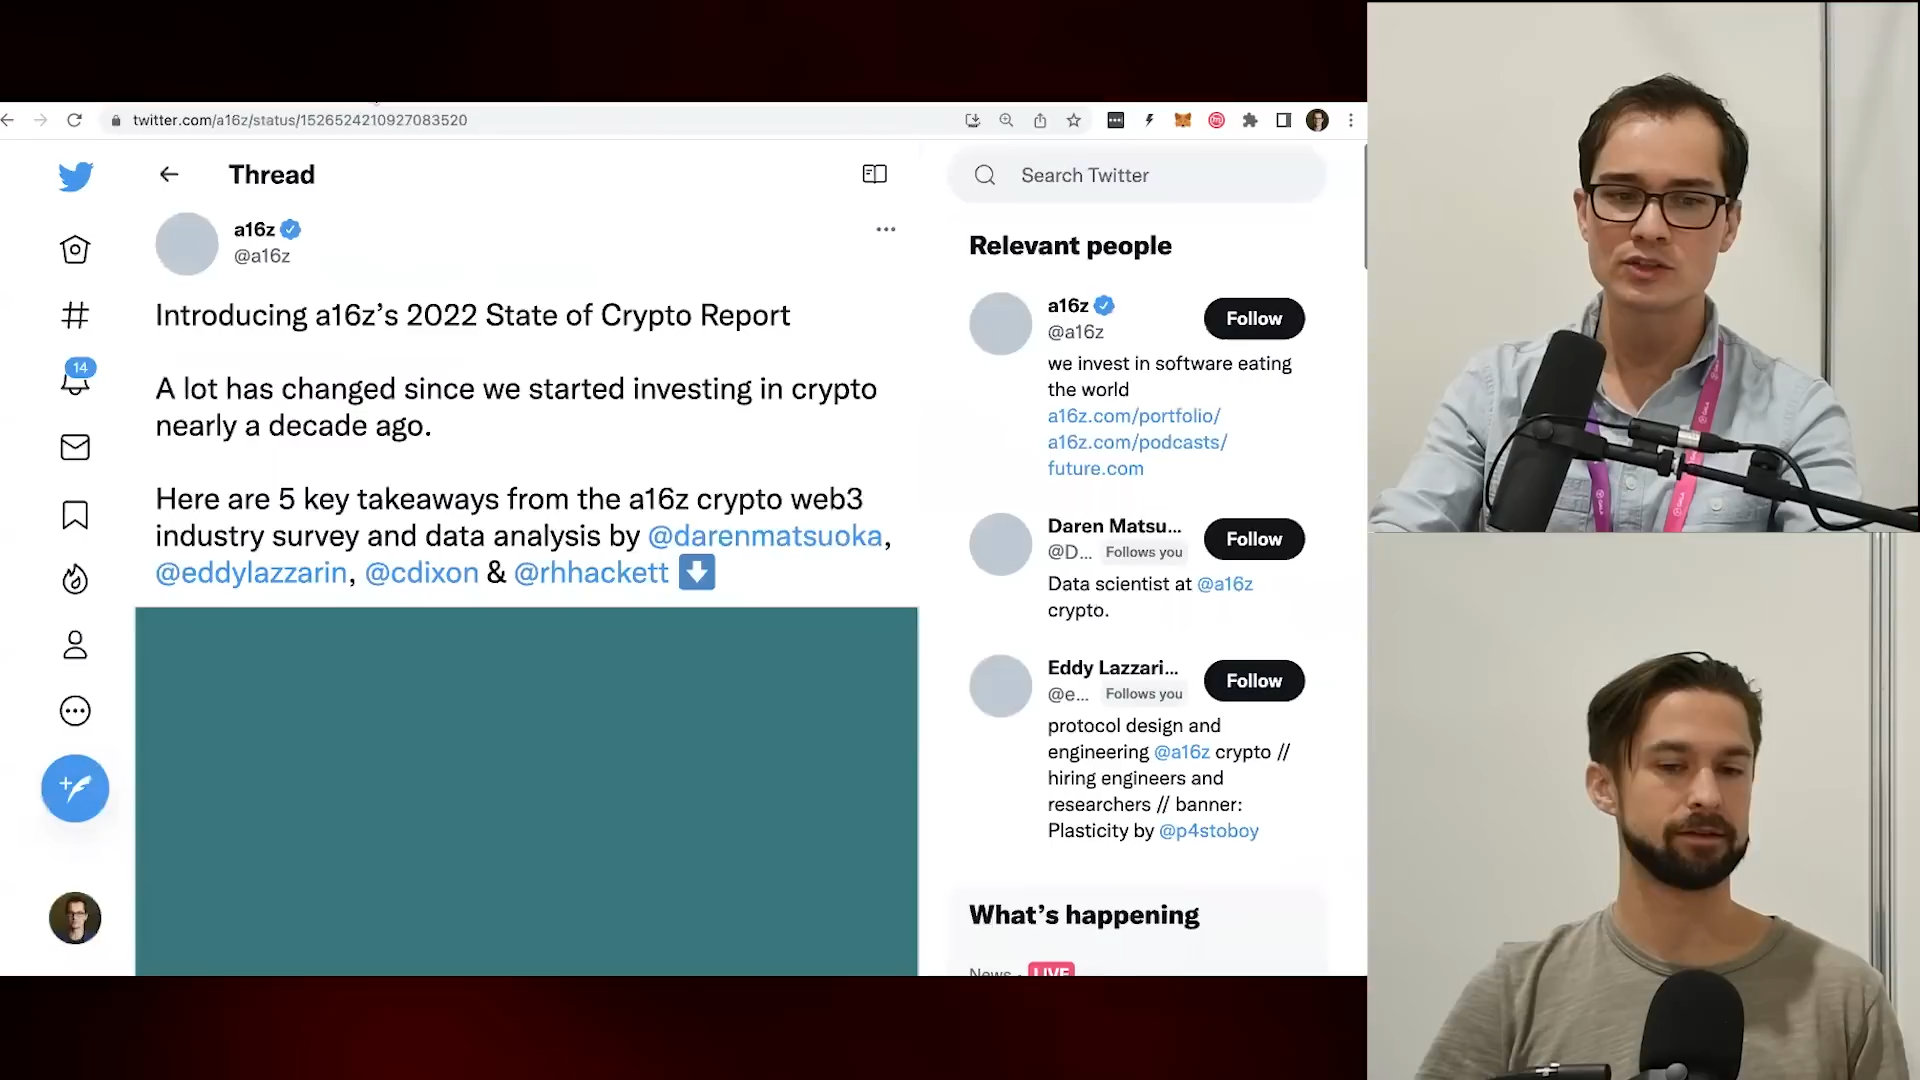 twitter.com/a16z/status/1526524210927083520
Thread
a16z
@a16z
Introducing a16z’s 2022 State of Crypto Report
A lot has changed since we started investing in crypto
nearly a decade ago.
Here are 5 key takeaways from the a16z crypto web3
industry survey and data analysis by @darenmatsuoka,
@eddylazzarin, @cdixon & @rhhackett
14
Search Twitter
Relevant people
a16z
@a16z
Follow
we invest in software eating
the world
a16z.com/portfolio/
a16z.com/podcasts/
future.com
Daren Matsu...
@D... Follows you
Follow
Data scientist at @a16z
crypto.
Eddy Lazzari...
@e... Follows you
Follow
protocol design and
engineering @a16z crypto //
hiring engineers and
researchers // banner:
Plasticity by @p4stoboy
What’s happening
News · LIVE